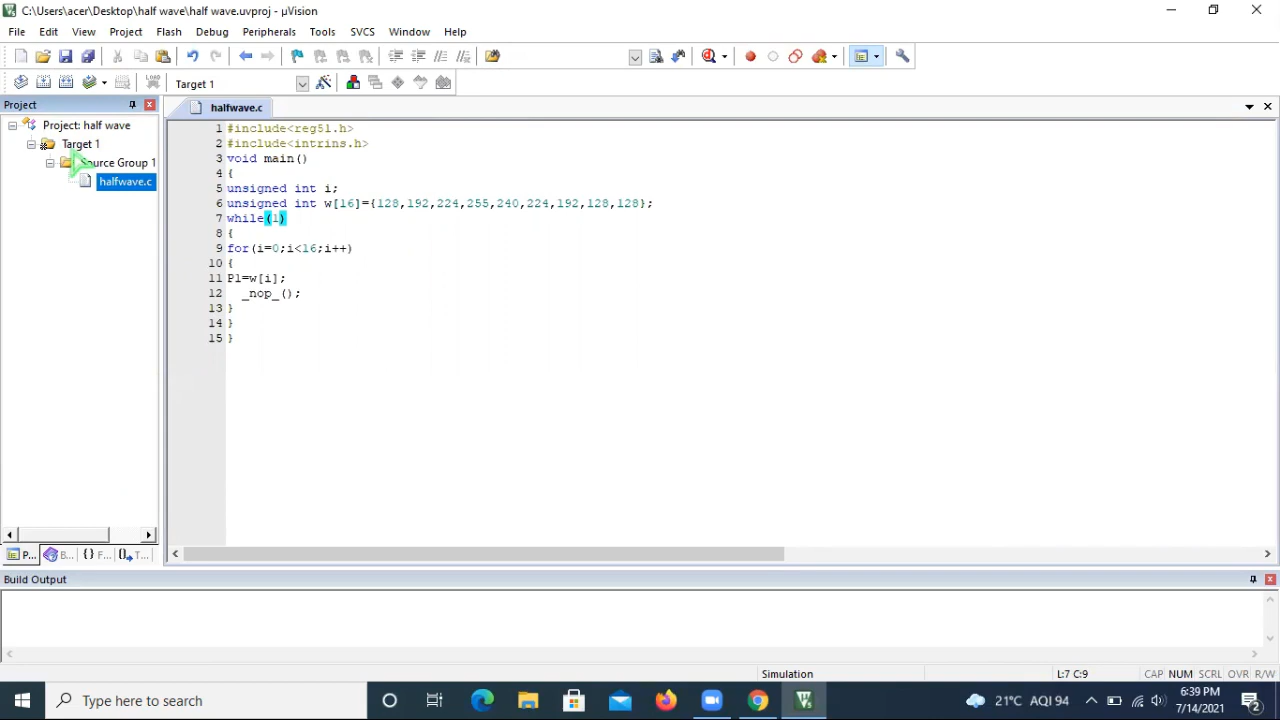 C:\Users\acer\Desktop\half wave\half wave.uvproj - µVision
File Edit View Project Flash Debug Peripherals Tools SVCS Window Help
LOAD Target 1
Project
halfwave.c
Project: half wave
Target 1
Source Group 1
halfwave.c
1 #include<reg51.h>
2 #include<intrins.h>
3 void main()
4 {
5 unsigned int i;
6 unsigned int w[16]={128,192,224,255,240,224,192,128,128};
7 while(1)
8 {
9 for(i=0;i<16;i++)
10 {
11 P1=w[i];
12 _nop_();
13 }
14 }
15 }
P... B... {} F... {} T...
Build Output
Simulation L:7 C:9 CAP NUM SCRL OVR R/W
Type here to search
21°C AQI 94
6:39 PM
7/14/2021
2